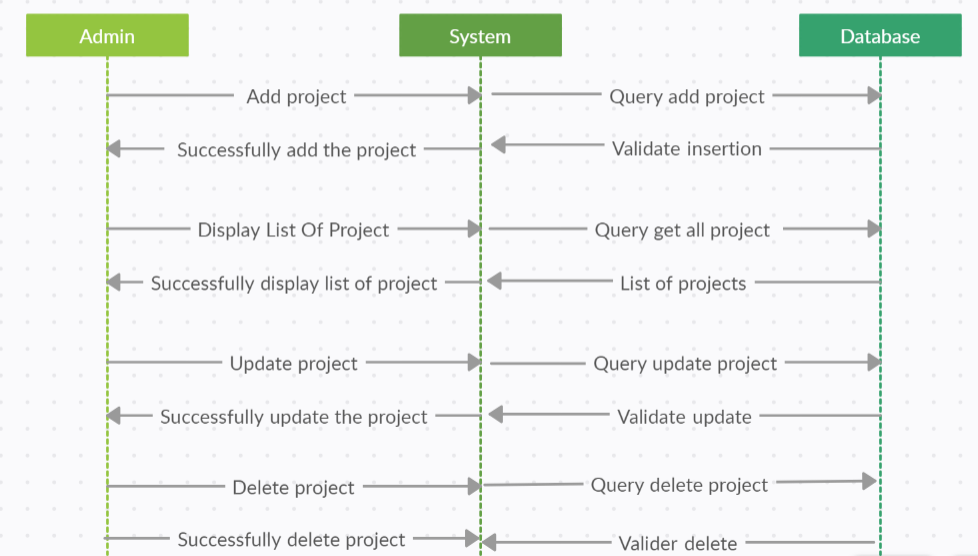 Admin
System
Database
Add project
Query add project
Successfully add the project
Validate insertion
Display List Of Project
Query get all project
Successfully display list of project
List of projects
Update project
Query update project
Successfully update the project
Validate update
Delete project
Query delete project
Successfully delete project
Valider delete